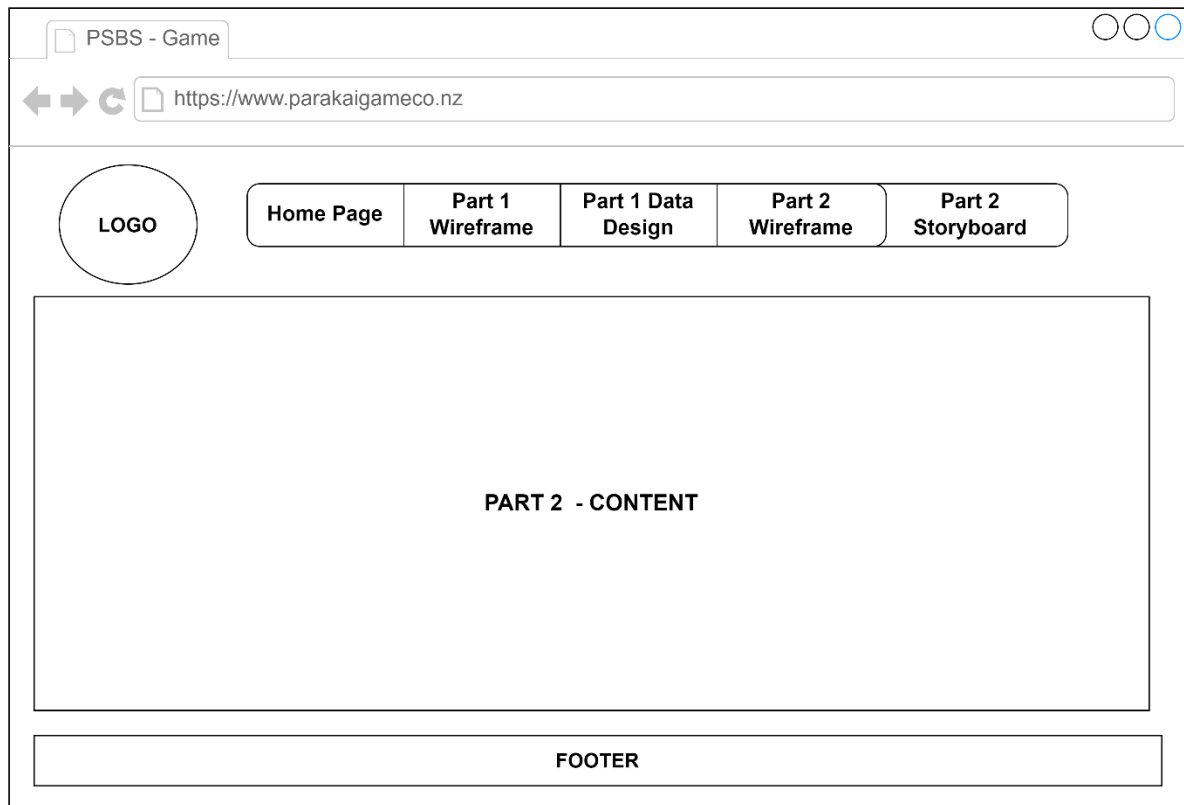 PSBS - Game
https://www.parakaigameco.nz
LOGO
Home Page
Part 1
Wireframe
Part 1 Data
Design
Part 2
Wireframe
Part 2
Storyboard
PART 2  - CONTENT
FOOTER